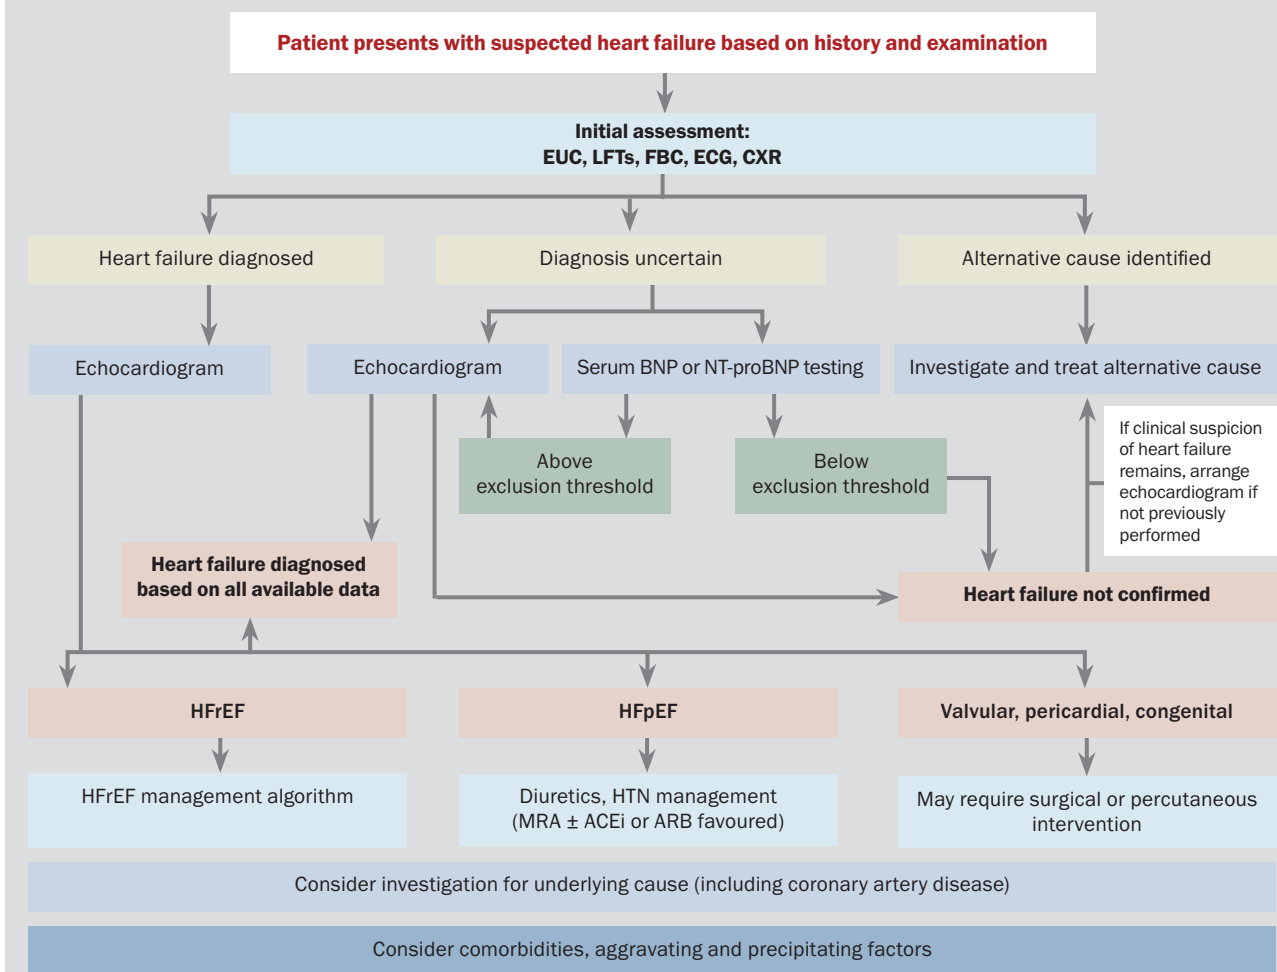 Patient presents with suspected heart failure based on history and examination
Initial assessment:
EUC, LFTs, FBC, ECG, CXR
Heart failure diagnosed
Diagnosis uncertain
Alternative cause identified
Echocardiogram
Echocardiogram
Serum BNP or NT-proBNP testing
Investigate and treat alternative cause
Above
exclusion threshold
Below
exclusion threshold
If clinical suspicion
of heart failure
remains, arrange
echocardiogram if
not previously
performed
Heart failure diagnosed
based on all available data
Heart failure not confirmed
HFrEF
HFpEF
Valvular, pericardial, congenital
HFrEF management algorithm
Diuretics, HTN management
(MRA ± ACEi or ARB favoured)
May require surgical or percutaneous
intervention
Consider investigation for underlying cause (including coronary artery disease)
Consider comorbidities, aggravating and precipitating factors